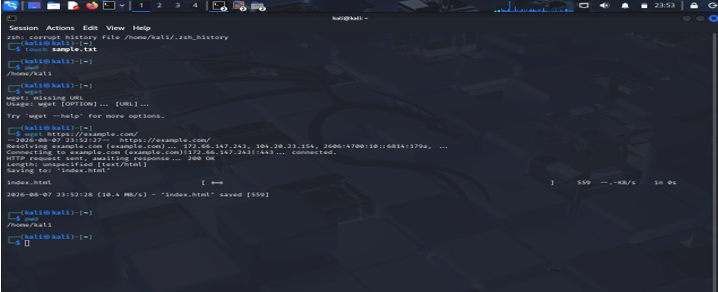 1 2 3 4
23:53
kali@kali: ~
Session Actions Edit View Help
zsh: corrupt history file /home/kali/.zsh_history
(kali㉿kali)-[~]
$ touch sample.txt
(kali㉿kali)-[~]
$ pwd
/home/kali
(kali㉿kali)-[~]
$ wget
wget: missing URL
Usage: wget [OPTION]... [URL]...
Try `wget --help' for more options.
(kali㉿kali)-[~]
$ wget https://example.com/
--2026-08-07 23:52:27-- https://example.com/
Resolving example.com (example.com)... 172.66.147.243, 104.20.23.154, 2606:4700:10::6814:179a, ...
Connecting to example.com (example.com)|172.66.147.243|:443... connected.
HTTP request sent, awaiting response... 200 OK
Length: unspecified [text/html]
Saving to: ‘index.html’
index.html [ <=> ] 559 --.-KB/s in 0s
2026-08-07 23:52:28 (10.4 MB/s) - ‘index.html’ saved [559]
(kali㉿kali)-[~]
$ pwd
/home/kali
(kali㉿kali)-[~]
$